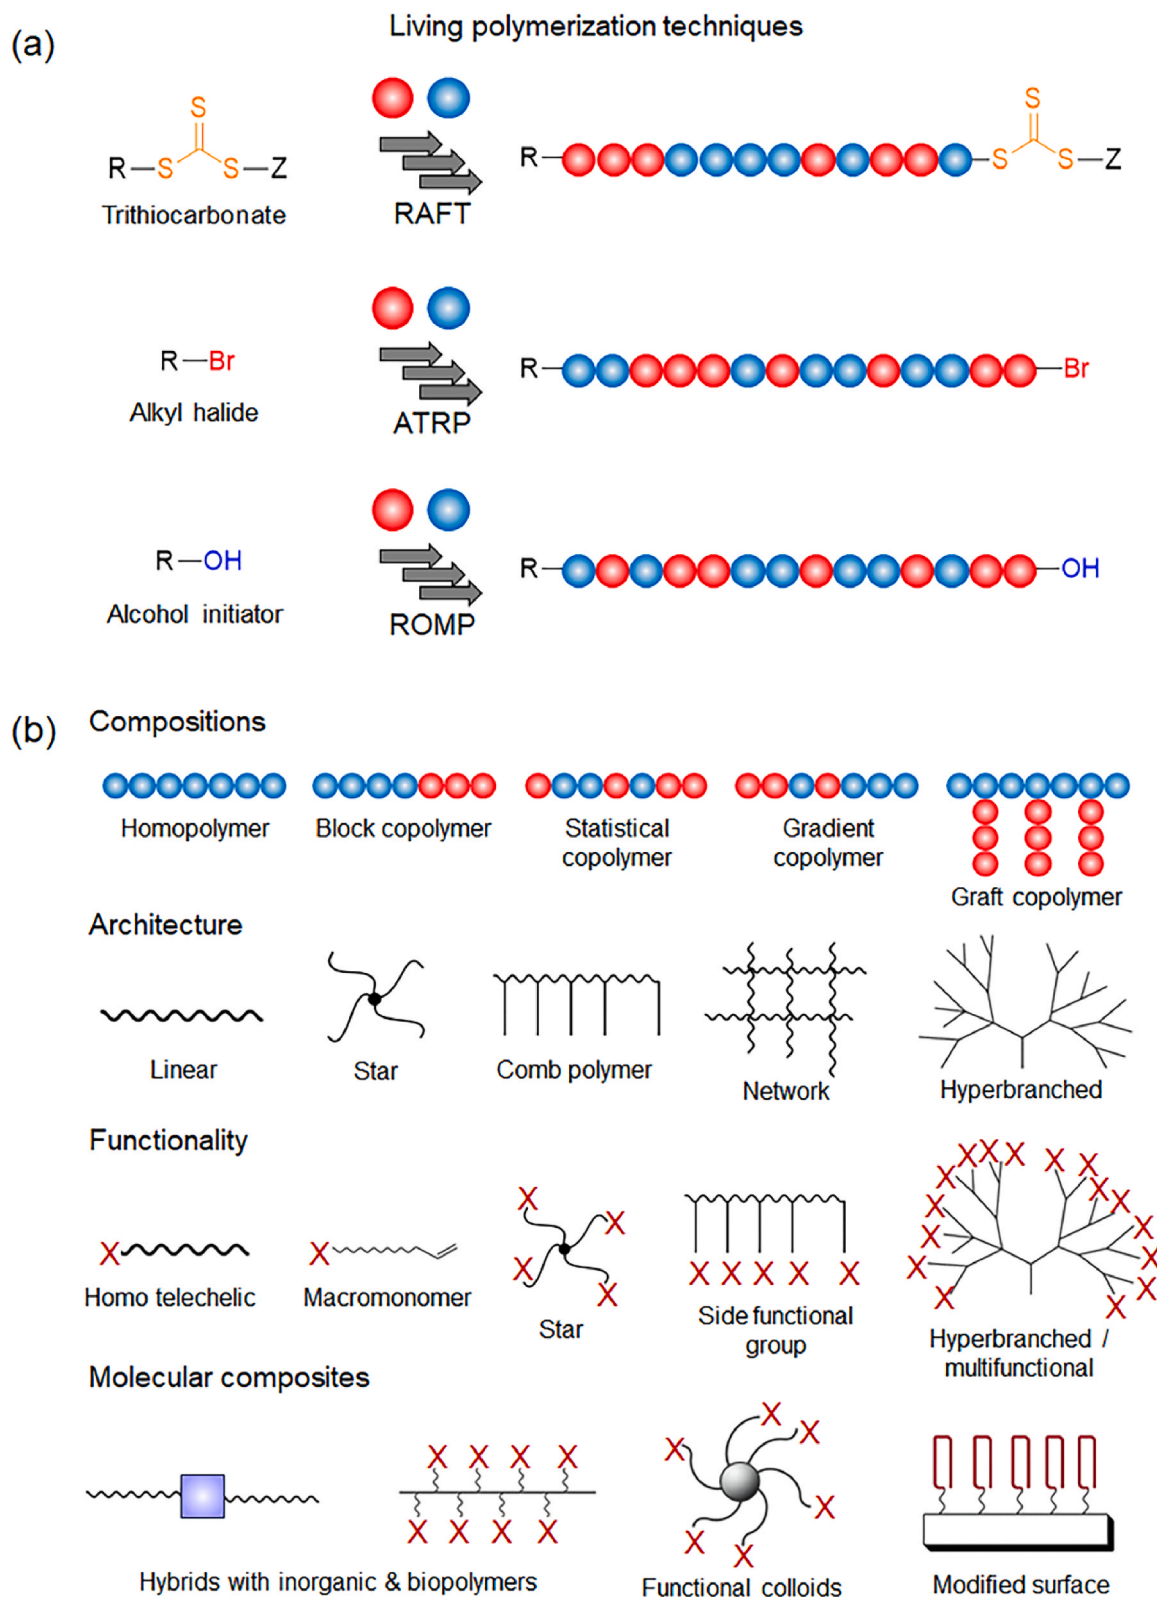 (a)
Living polymerization techniques
S
R—S S—Z
Trithiocarbonate
RAFT
R
S
S S—Z
R—Br
Alkyl halide
ATRP
R
Br
R—OH
Alcohol initiator
ROMP
R
OH
(b)
Compositions
Homopolymer
Block copolymer
Statistical
copolymer
Gradient
copolymer
Graft copolymer
Architecture
Linear
Star
Comb polymer
Network
Hyperbranched
Functionality
X
Homo telechelic
X
Macromonomer
X X X X
Star
X X X X X
Side functional
group
X X X X X X X X X X X X X X X
Hyperbranched /
multifunctional
Molecular composites
X X X X
X X X X
Hybrids with inorganic & biopolymers
X X X X X X
Functional colloids
Modified surface